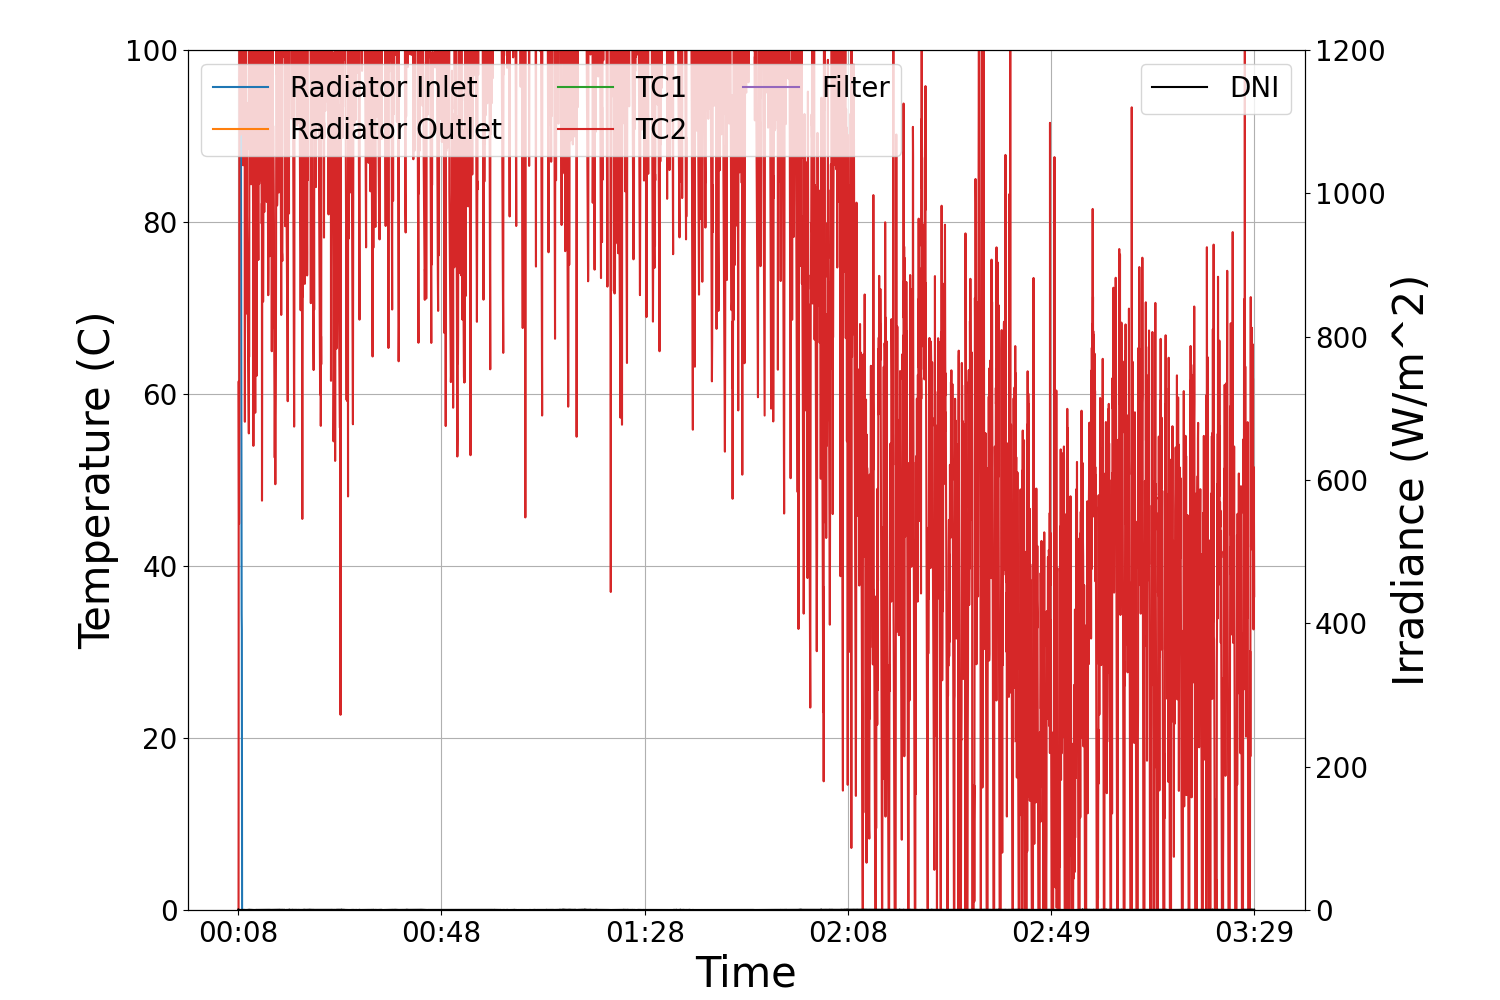 100
80
60
40
20
0
Temperature (C)
Radiator Inlet
Radiator Outlet
TC1
TC2
Filter
DNI
1200
1000
800
600
400
200
0
Irradiance (W/m^2)
00:08 00:48 01:28 02:08 02:49 03:29
Time